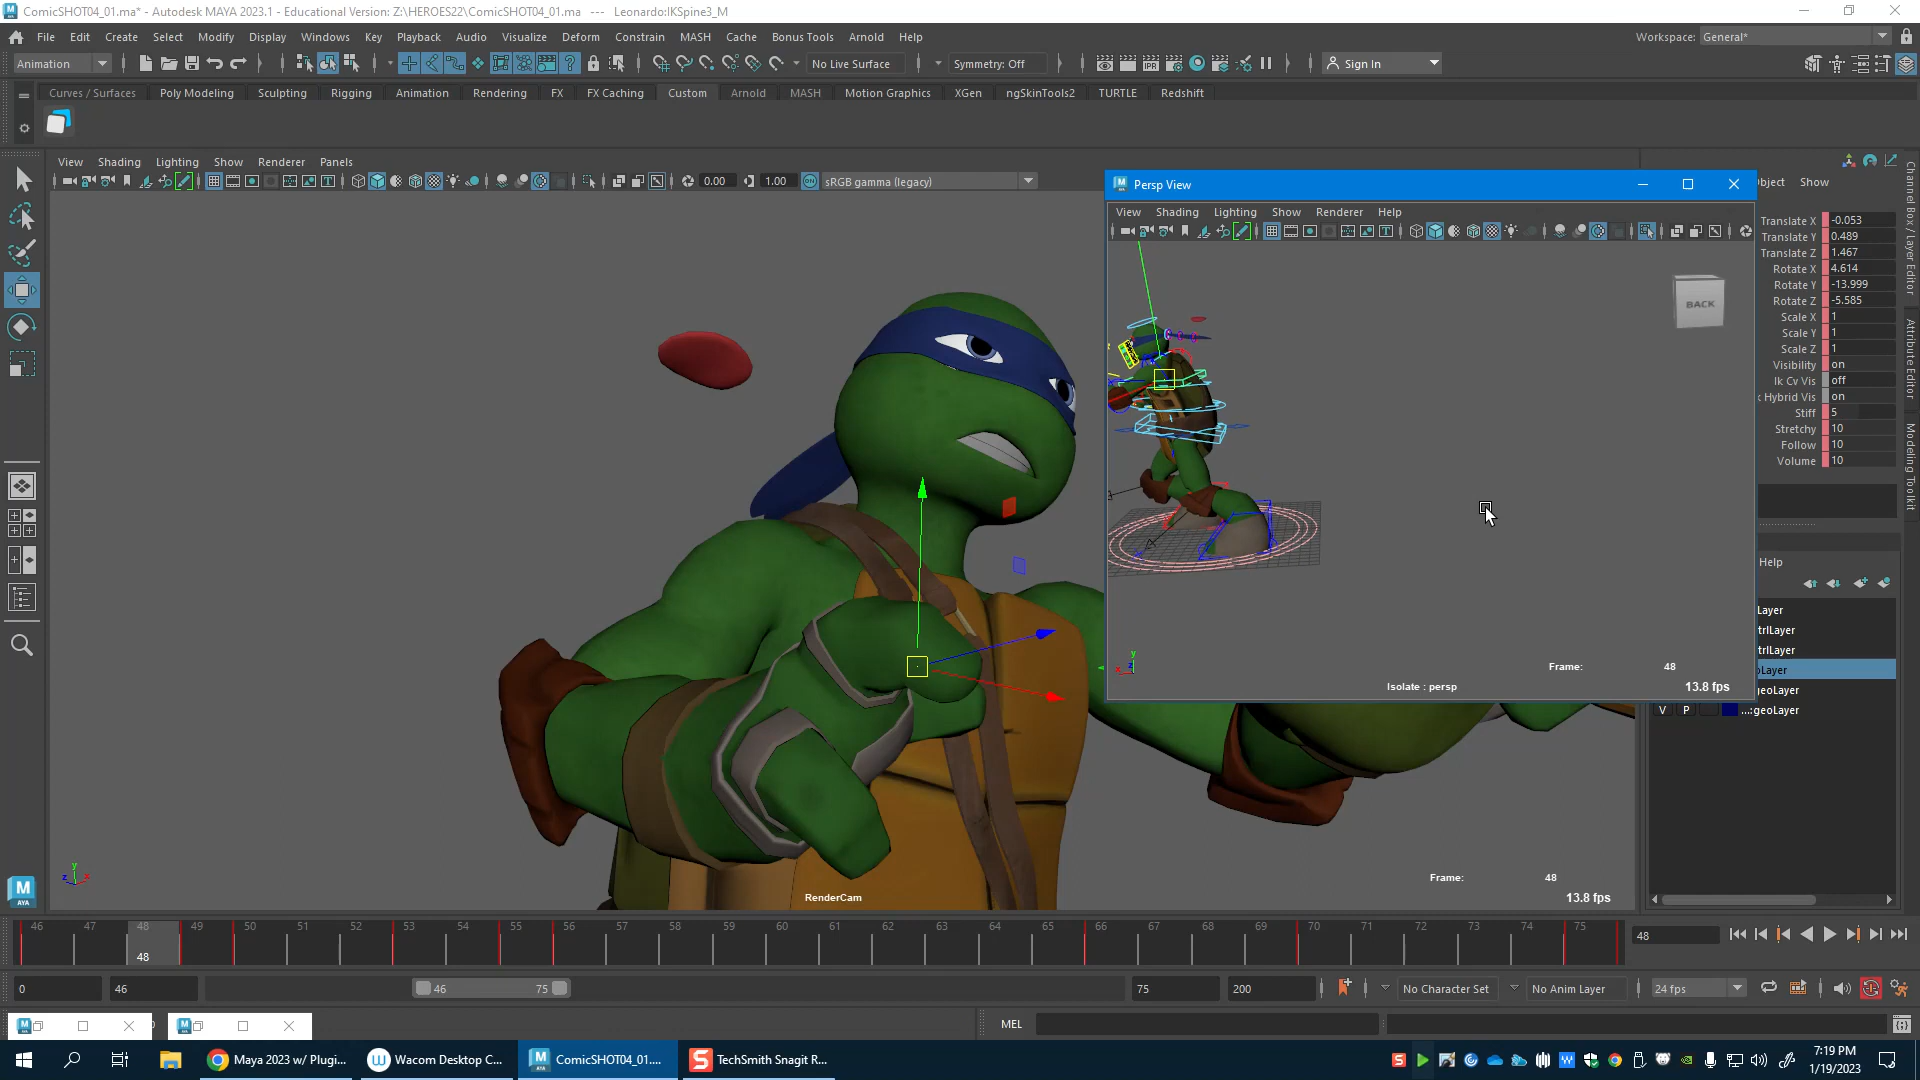 ComicSHOT04_01.ma* - Autodesk MAYA 2023.1 - Educational Version: Z:\HEROES22\ComicSHOT04_01.ma   ---   Leonardo:IKSpine3_M
File Edit Create Select Modify Display Windows Key Playback Audio Visualize Deform Constrain MASH Cache Bonus Tools Arnold Help
Workspace: General*
Animation
No Live Surface
Symmetry: Off
Sign In
Curves / Surfaces Poly Modeling Sculpting Rigging Animation Rendering FX FX Caching Custom Arnold MASH Motion Graphics XGen ngSkinTools2 TURTLE Redshift
View Shading Lighting Show Renderer Panels
0.00 1.00 sRGB gamma (legacy)
Persp View
View Shading Lighting Show Renderer Help
BACK
Frame: 48
Isolate : persp
13.8 fps
Object Show
Translate X -0.053
Translate Y 0.489
Translate Z 1.467
Rotate X 4.614
Rotate Y -13.999
Rotate Z -5.585
Scale X 1
Scale Y 1
Scale Z 1
Visibility on
Ik Cv Vis off
k Hybrid Vis on
Stiff 5
Stretchy 10
Follow 10
Volume 10
Help
Layer
trlLayer
trlLayer
oLayer
geoLayer
V P ...:geoLayer
Channel Box / Layer Editor
Attribute Editor
Modeling Toolkit
Frame: 48
RenderCam
13.8 fps
MAYA
46 47 48 49 50 51 52 53 54 55 56 57 58 59 60 61 62 63 64 65 66 67 68 69 70 71 72 73 74 75
48
48
0 46 46 75 75 200 No Character Set No Anim Layer 24 fps
MEL
Maya 2023 w/ Plugi...
Wacom Desktop C...
ComicSHOT04_01....
TechSmith Snagit R...
7:19 PM
1/19/2023